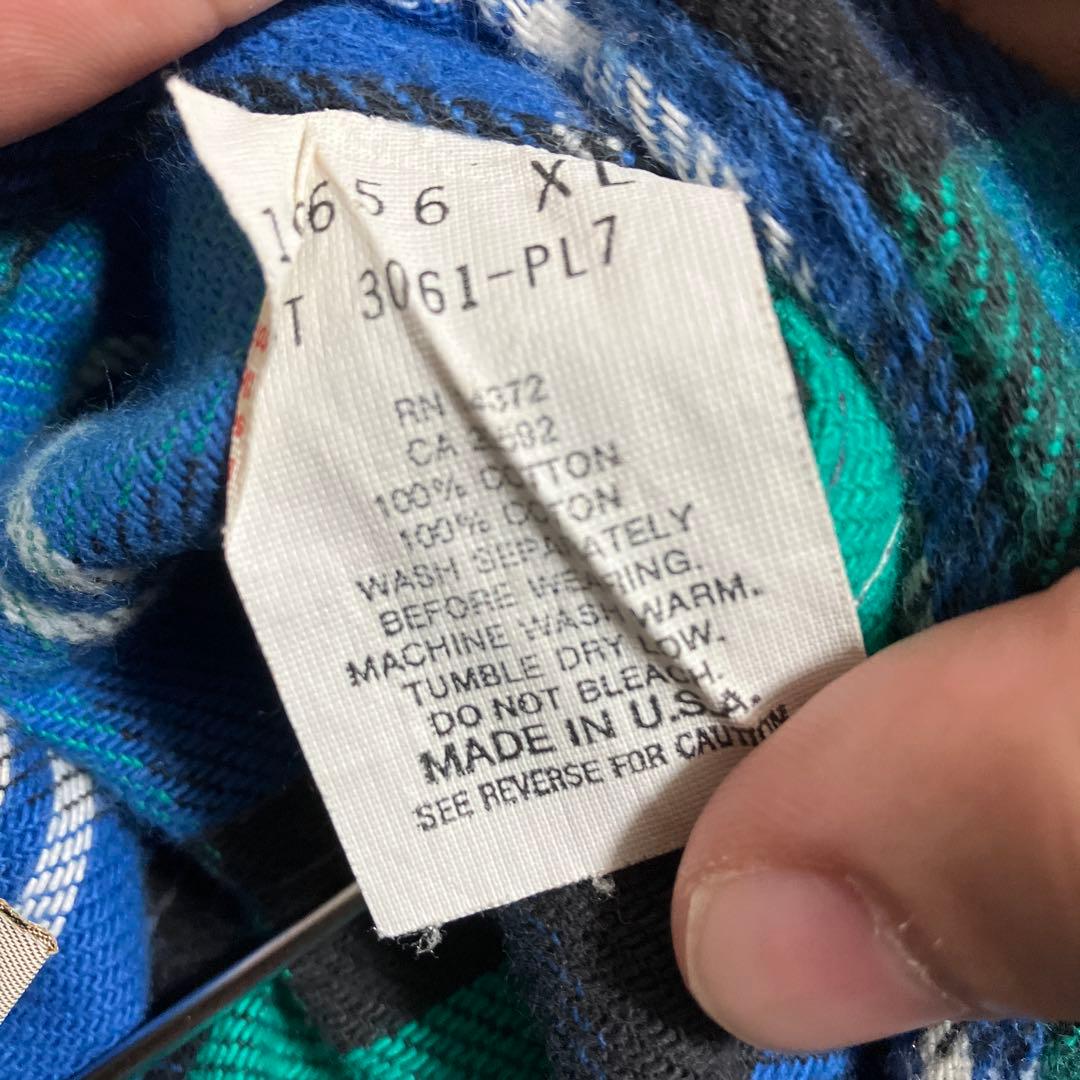 656 XL
T 3061-PL7
RN
CA
100% COTTON
100% COTTON
WASH SEPARATELY
BEFORE WEARING.
MACHINE WASH WARM.
TUMBLE DRY LOW.
DO NOT BLEACH.
MADE IN U.S.A.
SEE REVERSE FOR CAUTION